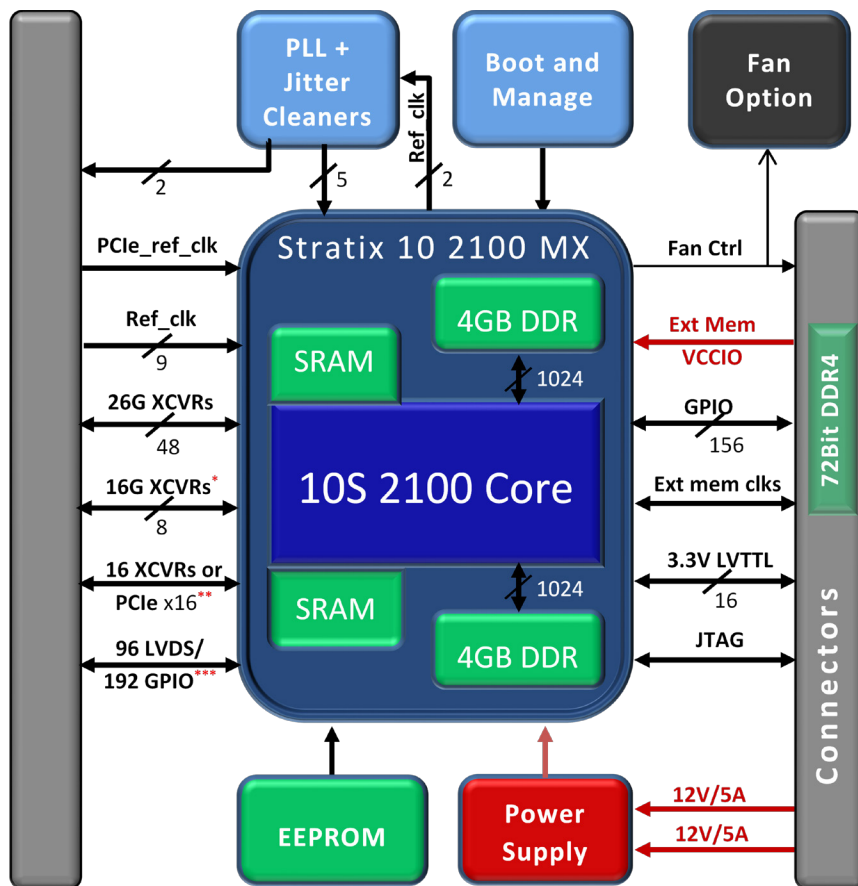 PLL +
Jitter
Cleaners
Boot and
Manage
Fan
Option
Ref_clk
2
5
2
PCIe_ref_clk
Stratix 10 2100 MX
Fan Ctrl
4GB DDR
Ext Mem
VCCIO
Ref_clk
9
SRAM
1024
26G XCVRs
48
GPIO
156
72Bit DDR4
10S 2100 Core
16G XCVRs*
8
Ext mem clks
16 XCVRs or
PCIe x16**
1024
3.3V LVTTL
16
SRAM
96 LVDS/
192 GPIO***
4GB DDR
JTAG
Connectors
EEPROM
Power
Supply
12V/5A
12V/5A